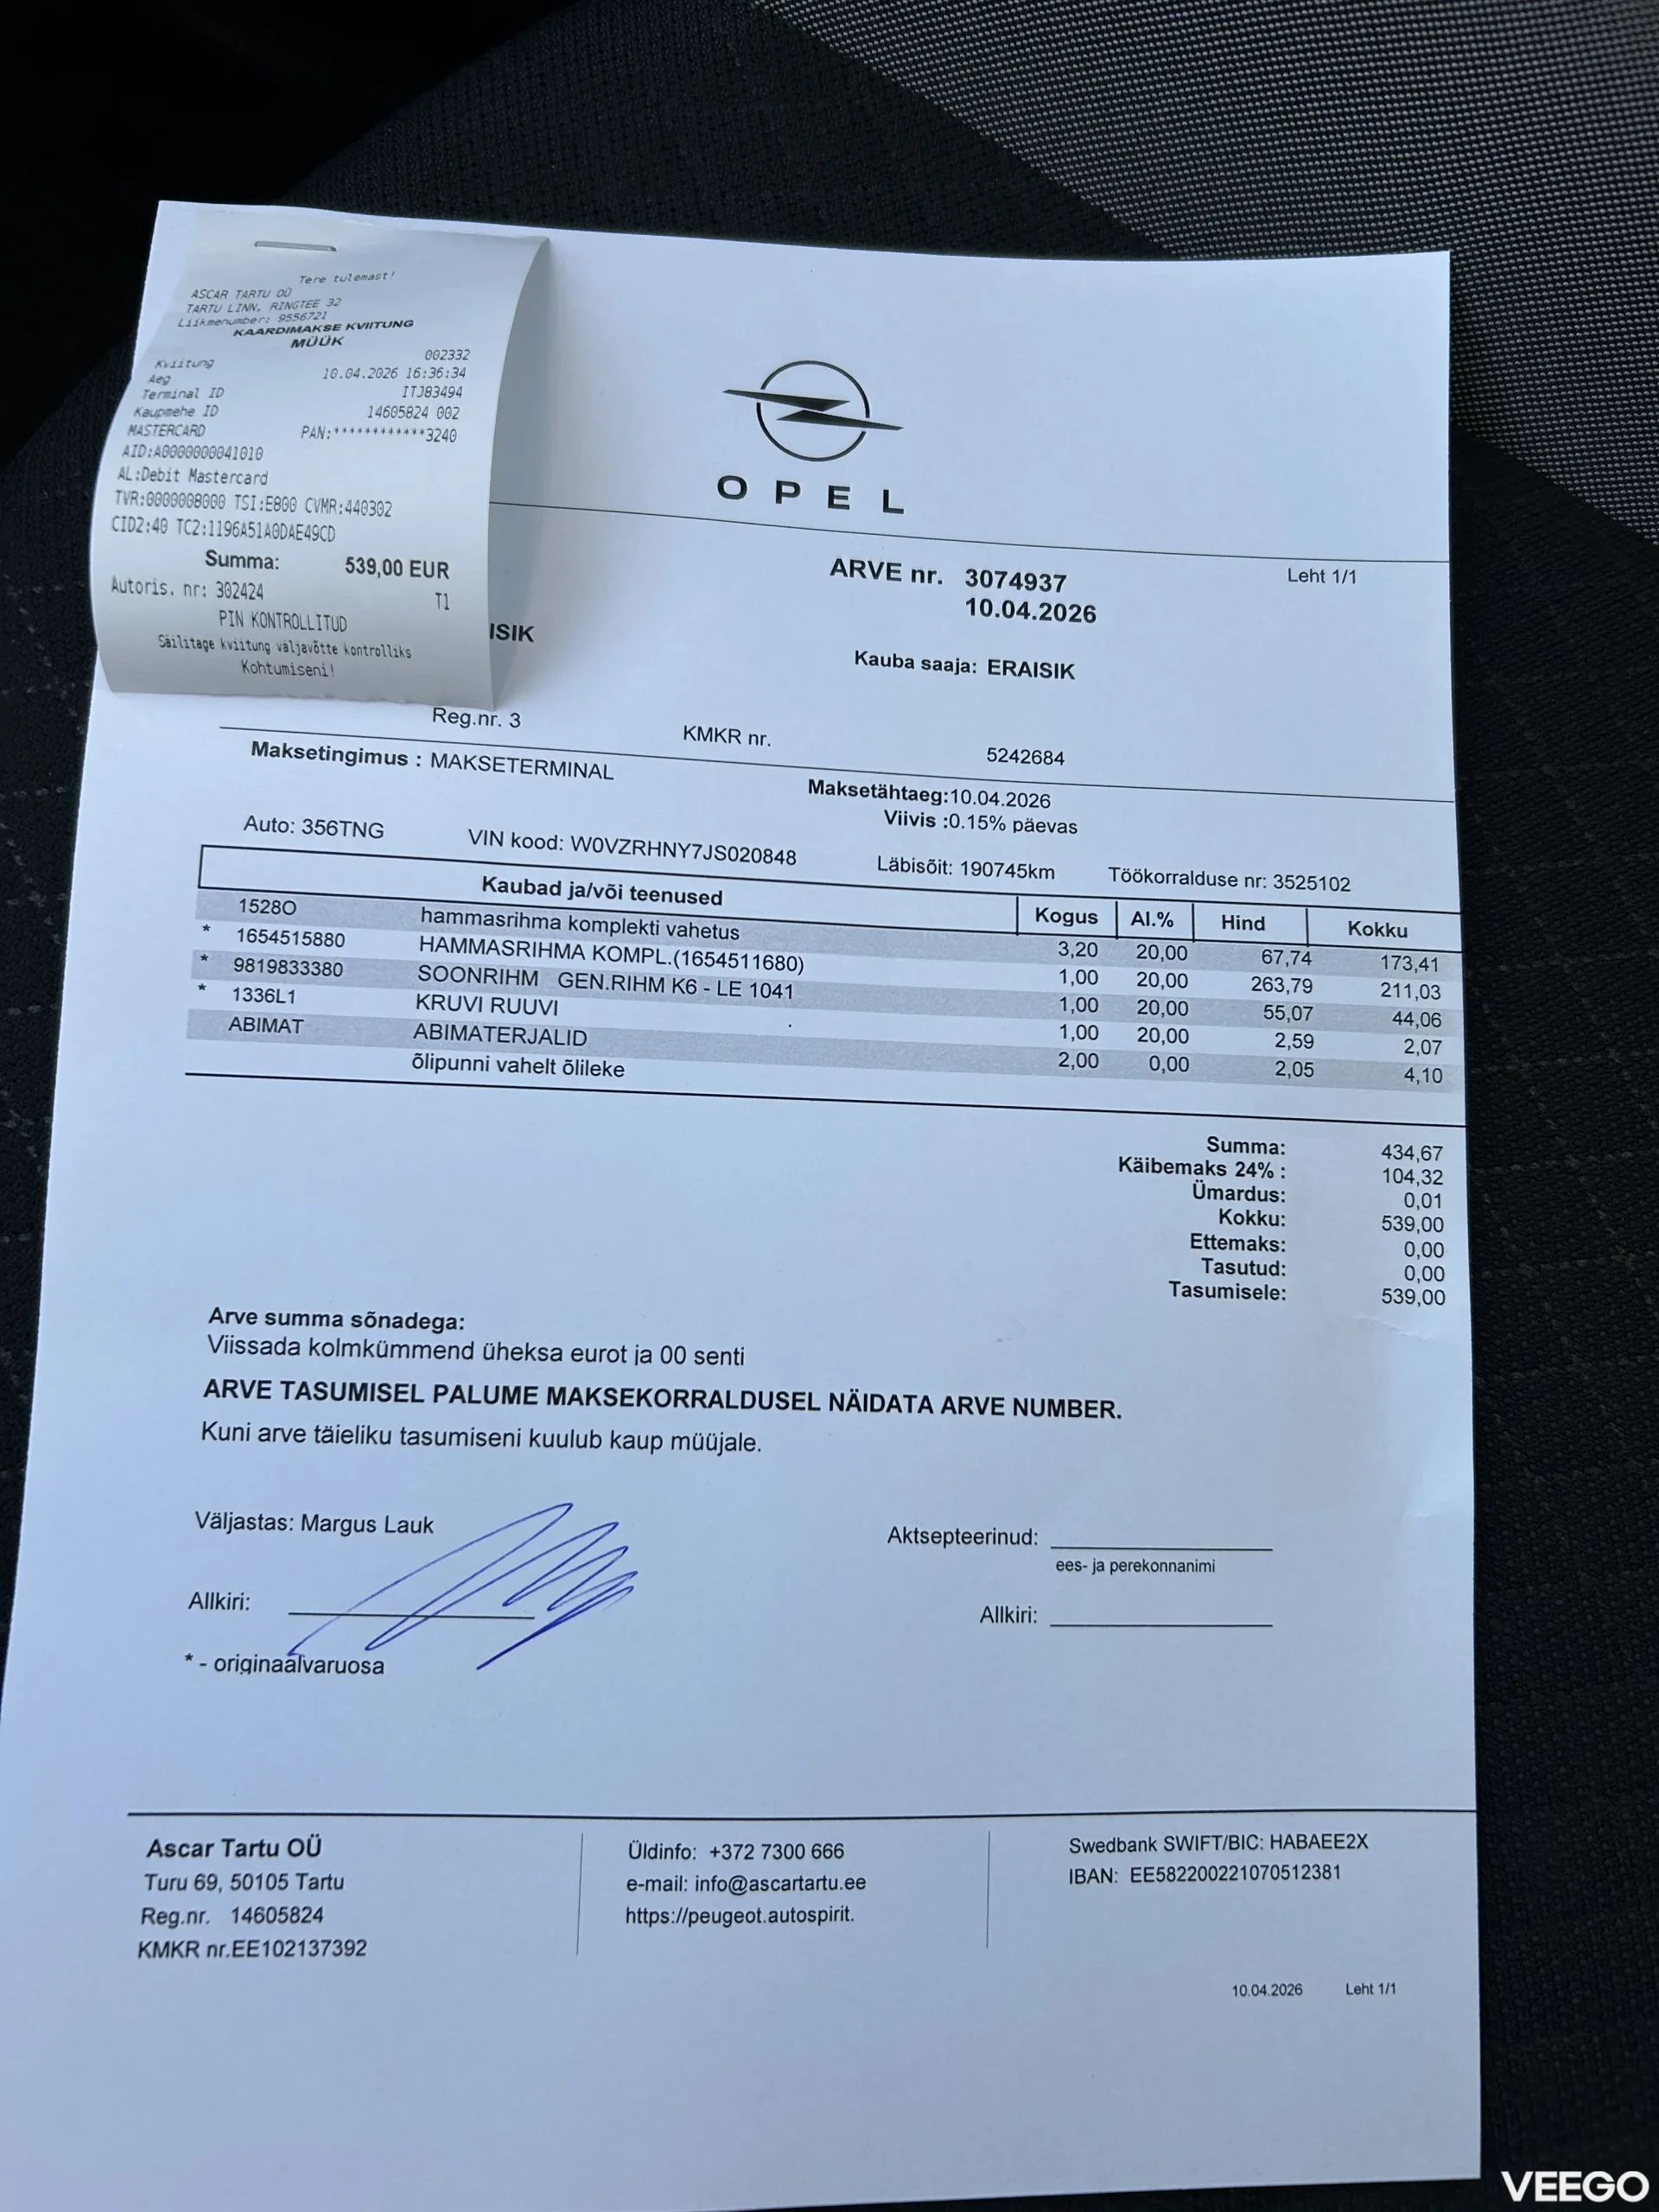 Tere tulemast!
ASCAR TARTU OÜ
TARTU LINN, RINGTEE 32
Liikmenumber: 9556721
KAARDIMAKSE KVIITUNG
MÜÜK
Kviitung 002332
Aeg 10.04.2026 16:36:34
Terminal ID ITJ83494
Kaupmehe ID 14605824 002
MASTERCARD PAN:************3240
AID:A0000000041010
AL:Debit Mastercard
TVR:0000008000 TSI:E800 CVMR:440302
CID2:40 TC2:1196A51A0DAE49CD
Summa: 539,00 EUR
Autoris. nr: 302424 T1
PIN KONTROLLITUD
Säilitage kviitung väljavõtte kontrolliks
Kohtumiseni!
OPEL
ARVE nr. 3074937 Leht 1/1
10.04.2026
ISIK
Kauba saaja: ERAISIK
Reg.nr. 3 KMKR nr. 5242684
Maksetingimus : MAKSETERMINAL Maksetähtaeg:10.04.2026
Viivis :0.15% päevas
Auto: 356TNG VIN kood: W0VZRHNY7JS020848 Läbisõit: 190745km Töökorralduse nr: 3525102
Kaubad ja/või teenused Kogus Al.% Hind Kokku
1528O hammasrihma komplekti vahetus 3,20 20,00 67,74 173,41
* 1654515880 HAMMASRIHMA KOMPL.(1654511680) 1,00 20,00 263,79 211,03
* 9819833380 SOONRIHM GEN.RIHM K6 - LE 1041 1,00 20,00 55,07 44,06
* 1336L1 KRUVI RUUVI 1,00 20,00 2,59 2,07
ABIMAT ABIMATERJALID 2,00 0,00 2,05 4,10
õlipunni vahelt õlileke
Summa: 434,67
Käibemaks 24% : 104,32
Ümardus: 0,01
Kokku: 539,00
Ettemaks: 0,00
Tasutud: 0,00
Tasumisele: 539,00
Arve summa sõnadega:
Viissada kolmkümmend üheksa eurot ja 00 senti
ARVE TASUMISEL PALUME MAKSEKORRALDUSEL NÄIDATA ARVE NUMBER.
Kuni arve täieliku tasumiseni kuulub kaup müüjale.
Väljastas: Margus Lauk Aktsepteerinud:
ees- ja perekonnanimi
Allkiri: Allkiri:
* - originaalvaruosa
Ascar Tartu OÜ
Turu 69, 50105 Tartu
Reg.nr. 14605824
KMKR nr.EE102137392
Üldinfo: +372 7300 666
e-mail: info@ascartartu.ee
https://peugeot.autospirit.
Swedbank SWIFT/BIC: HABAEE2X
IBAN: EE582200221070512381
10.04.2026 Leht 1/1
VEEGO